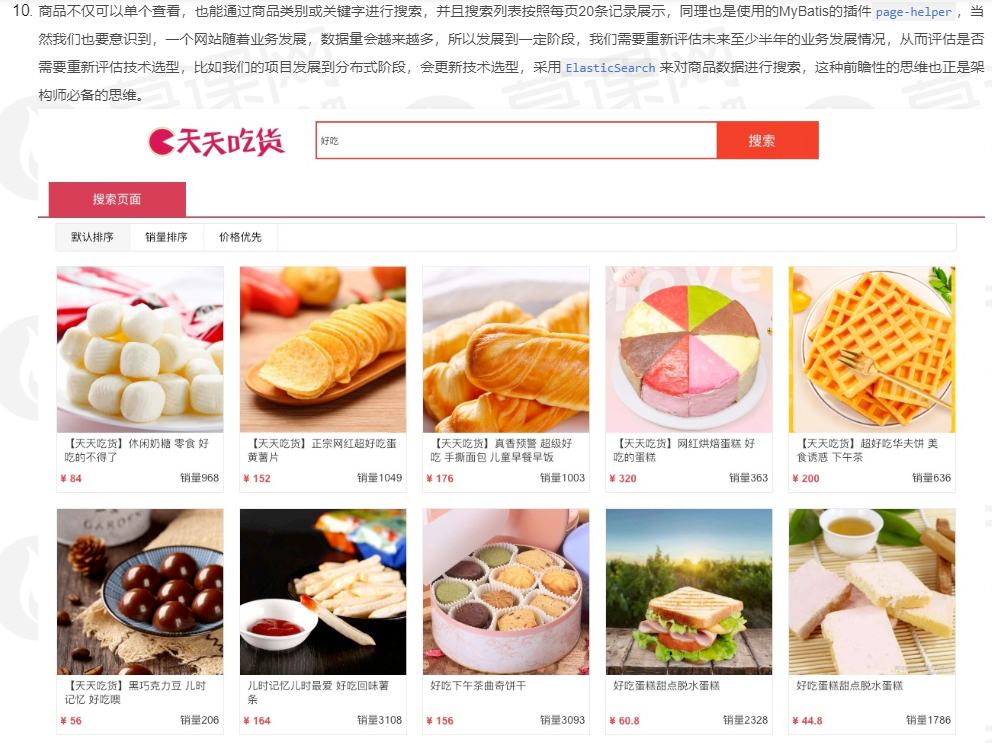 10. 商品不仅可以单个查看，也能通过商品类别或关键字进行搜索，并且搜索列表按照每页20条记录展示，同理也是使用的MyBatis的插件 page-helper ，当
然我们也要意识到，一个网站随着业务发展，数据量会越来越多，所以发展到一定阶段，我们需要重新评估未来至少半年的业务发展情况，从而评估是否
需要重新评估技术选型，比如我们的项目发展到分布式阶段，会更新技术选型，采用 ElasticSearch 来对商品数据进行搜索，这种前瞻性的思维也正是架
构师必备的思维。
天天吃货
好吃
搜索
搜索页面
默认排序 销量排序 价格优先
【天天吃货】休闲奶糖 零食 好
吃的不得了
¥ 84 销量968
【天天吃货】正宗网红超好吃蛋
黄薯片
¥ 152 销量1049
【天天吃货】真香预警 超级好
吃 手撕面包 儿童早餐早饭
¥ 176 销量1003
【天天吃货】网红烘焙蛋糕 好
吃的蛋糕
¥ 320 销量363
【天天吃货】超好吃华夫饼 美
食诱惑 下午茶
¥ 200 销量636
【天天吃货】黑巧克力豆 儿时
记忆 好吃噢
¥ 56 销量206
儿时记忆儿时最爱 好吃回味薯
条
¥ 164 销量3108
好吃下午茶曲奇饼干
¥ 156 销量3093
好吃蛋糕甜点脱水蛋糕
¥ 60.8 销量2328
好吃蛋糕甜点脱水蛋糕
¥ 44.8 销量1786